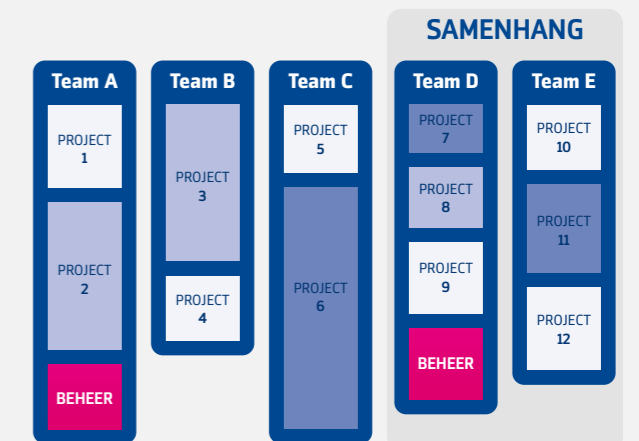 SAMENHANG
Team A
PROJECT
1
PROJECT
2
BEHEER
Team B
PROJECT
3
PROJECT
4
Team C
PROJECT
5
PROJECT
6
Team D
PROJECT
7
PROJECT
8
PROJECT
9
BEHEER
Team E
PROJECT
10
PROJECT
11
PROJECT
12